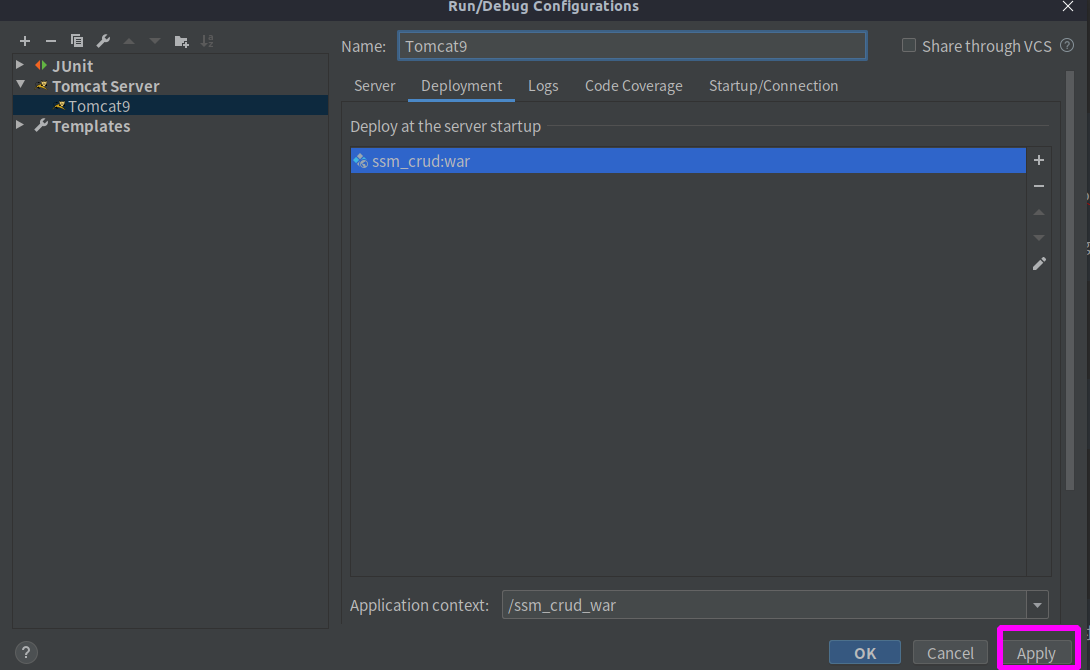 Run/Debug Configurations
JUnit
Tomcat Server
Tomcat9
Templates
Name: Tomcat9
Share through VCS ?
Server Deployment Logs Code Coverage Startup/Connection
Deploy at the server startup
ssm_crud:war
Application context: /ssm_crud_war
? OK Cancel Apply